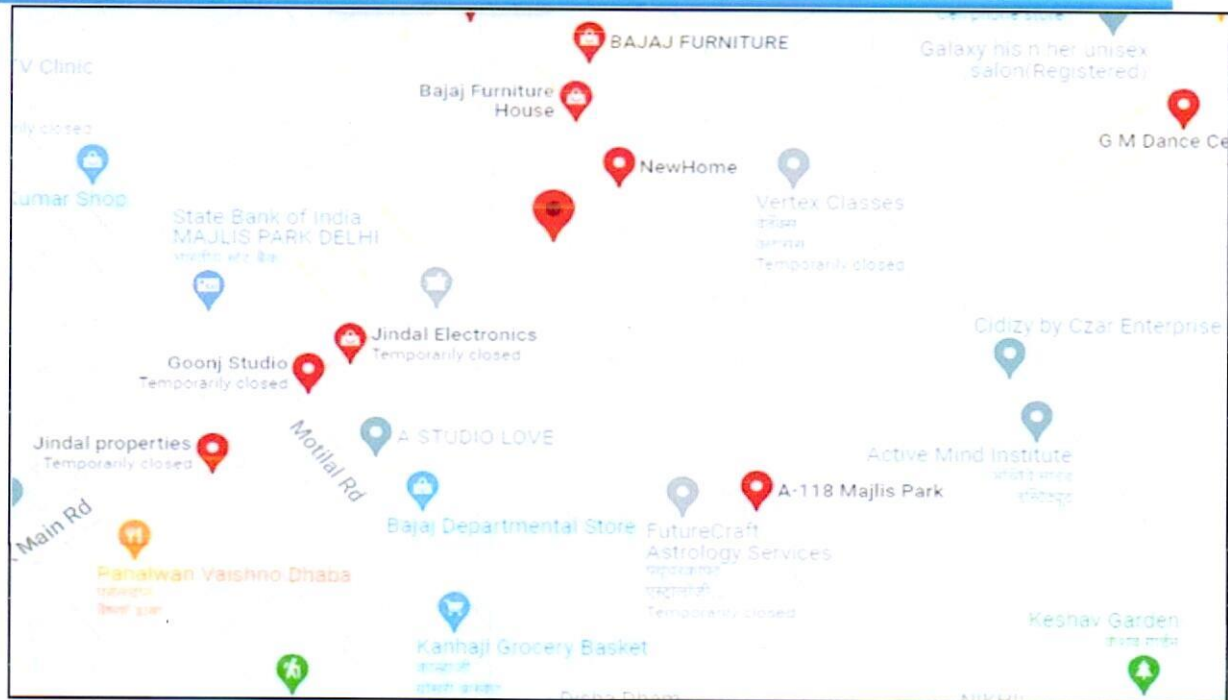 BAJAJ FURNITURE
Galaxy his n her unisex
salon(Registered)
TV Clinic
Bajaj Furniture
House
G M Dance Ce
NewHome
Kumar Shop
Vertex Classes
Temporarily closed
State Bank of India
MAJLIS PARK DELHI
भारतीय स्टेट बैंक
Jindal Electronics
Temporarily closed
Cidizy by Czar Enterprise
Goonj Studio
Temporarily closed
A STUDIO LOVE
Motilal Rd
Jindal properties
Temporarily closed
Active Mind Institute
A-118 Majlis Park
Main Rd
Bajaj Departmental Store
FutureCraft
Astrology Services
Temporarily closed
Pahalwan Vaishno Dhaba
Keshav Garden
Kanhaji Grocery Basket